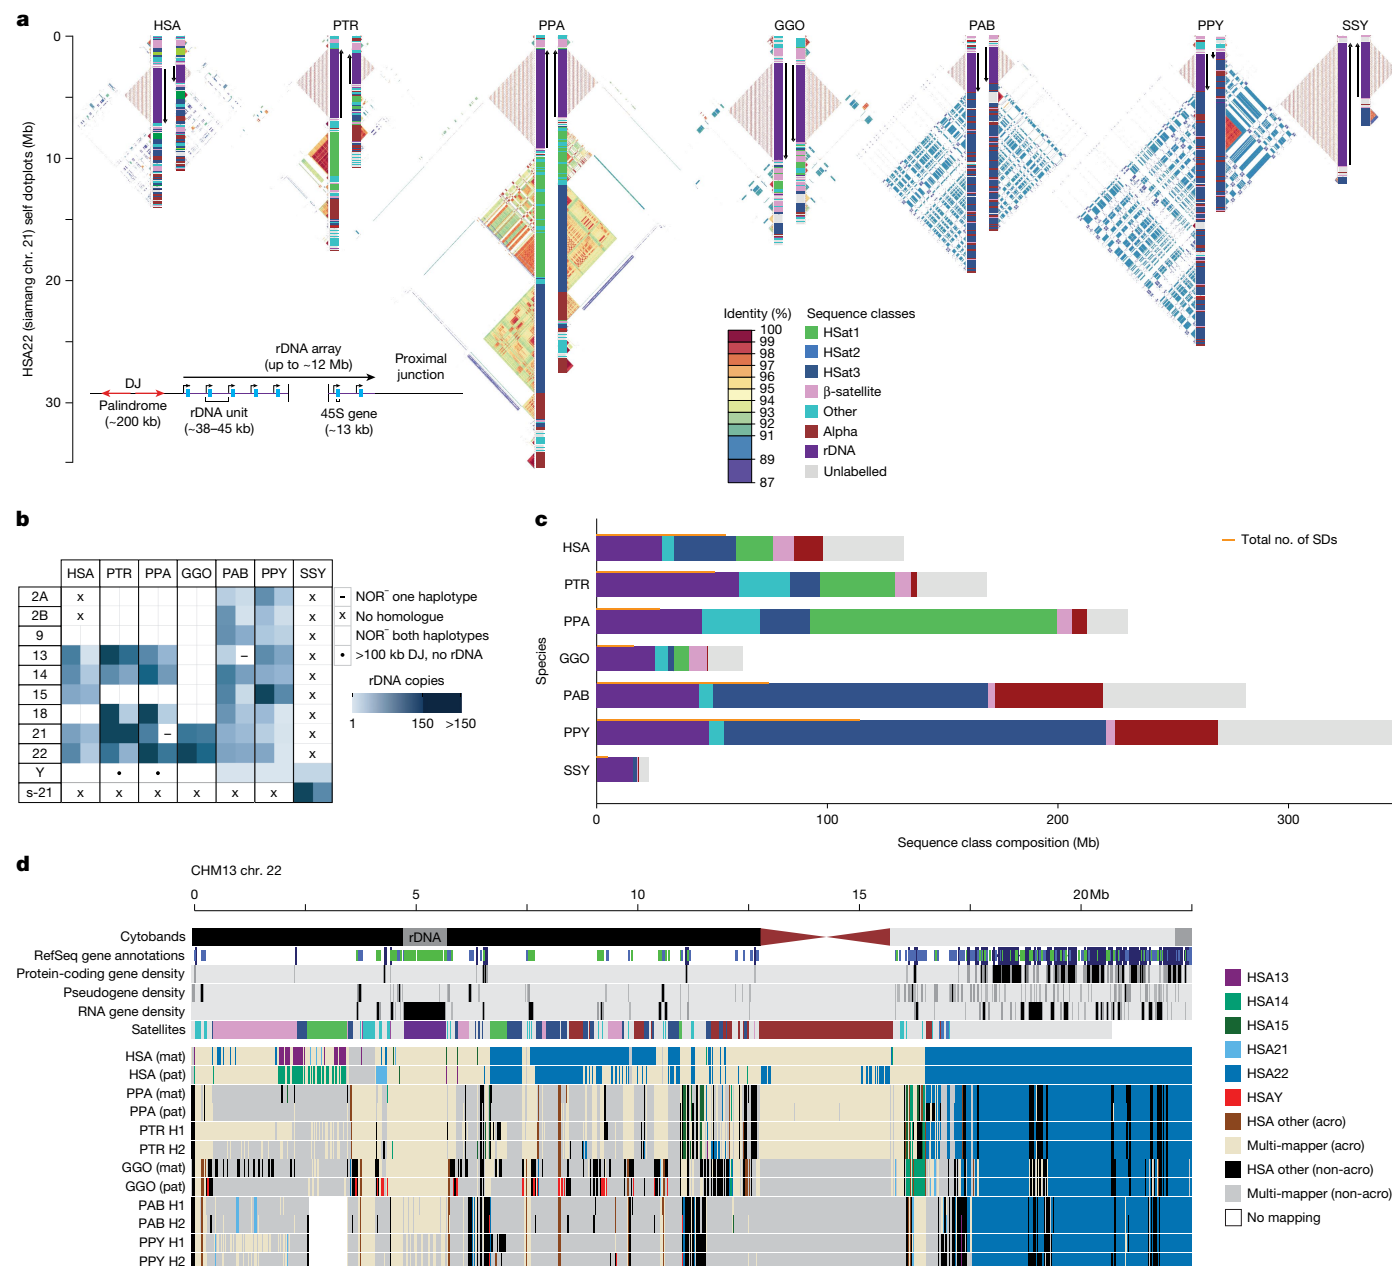 a
HSA PTR PPA GGO PAB PPY SSY
HSA22 (siamang chr. 21) self dotplots (Mb)
0
10
20
30
DJ
Palindrome
(~200 kb)
rDNA array
(up to ~12 Mb)
rDNA unit
(~38–45 kb)
45S gene
(~13 kb)
Proximal
junction
Identity (%)
100
99
98
97
96
95
94
93
92
91
89
87
Sequence classes
HSat1
HSat2
HSat3
β-satellite
Other
Alpha
rDNA
Unlabelled
b
HSA PTR PPA GGO PAB PPY SSY
2A x x
2B x x
9 x
13 – x
14 x
15 x
18 x
21 – x
22 x
Y • •
s-21 x x x x x x
- NOR⁻ one haplotype
x No homologue
NOR⁻ both haplotypes
• >100 kb DJ, no rDNA
rDNA copies
1 150 >150
c
Species
HSA
PTR
PPA
GGO
PAB
PPY
SSY
Total no. of SDs
0 100 200 300
Sequence class composition (Mb)
d
CHM13 chr. 22
0 5 10 15 20 Mb
Cytobands
rDNA
RefSeq gene annotations
Protein-coding gene density
Pseudogene density
RNA gene density
Satellites
HSA (mat)
HSA (pat)
PPA (mat)
PPA (pat)
PTR H1
PTR H2
GGO (mat)
GGO (pat)
PAB H1
PAB H2
PPY H1
PPY H2
HSA13
HSA14
HSA15
HSA21
HSA22
HSAY
HSA other (acro)
Multi-mapper (acro)
HSA other (non-acro)
Multi-mapper (non-acro)
No mapping